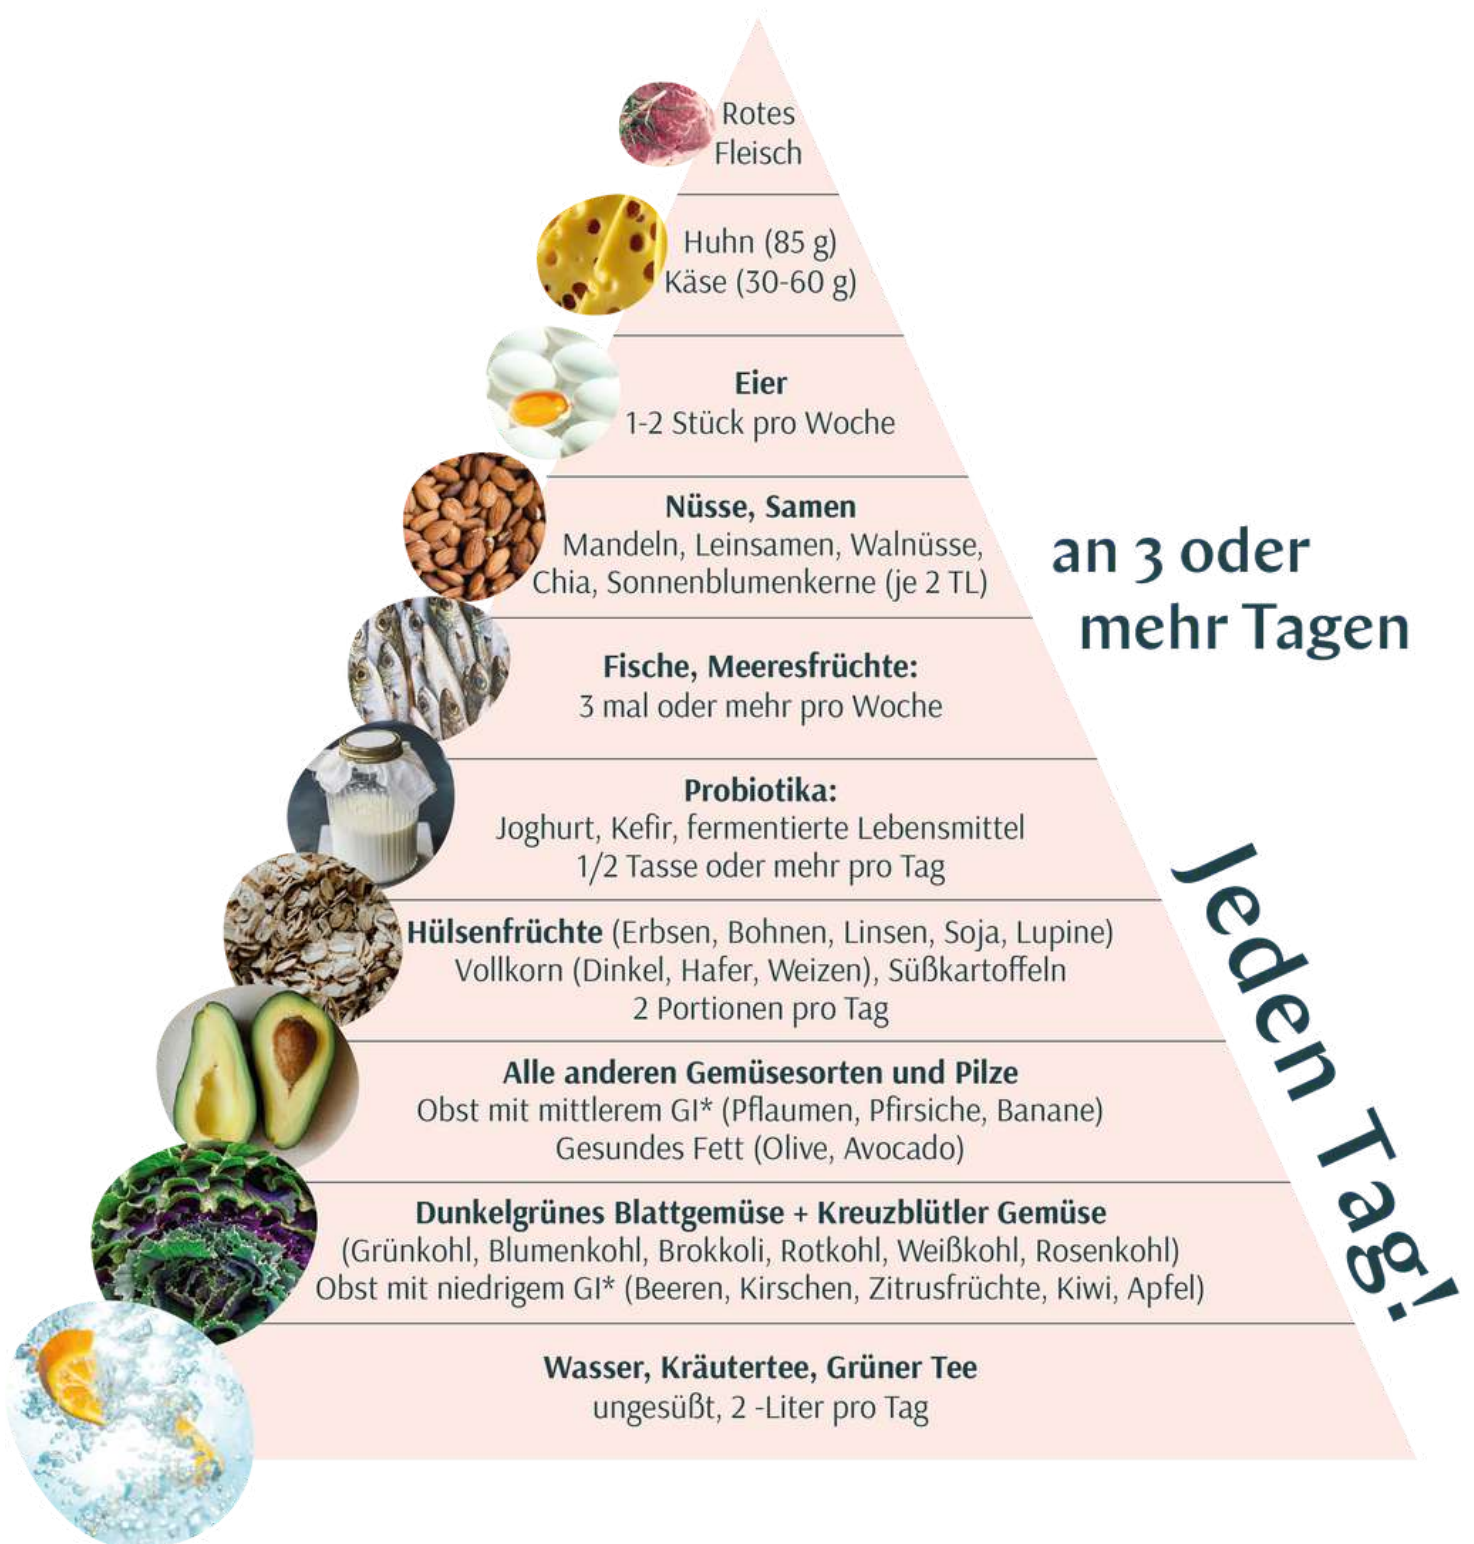 Rotes
Fleisch
Huhn (85 g)
Käse (30-60 g)
Eier
1-2 Stück pro Woche
Nüsse, Samen
Mandeln, Leinsamen, Walnüsse,
Chia, Sonnenblumenkerne (je 2 TL)
an 3 oder
mehr Tagen
Fische, Meeresfrüchte:
3 mal oder mehr pro Woche
Probiotika:
Joghurt, Kefir, fermentierte Lebensmittel
1/2 Tasse oder mehr pro Tag
Hülsenfrüchte (Erbsen, Bohnen, Linsen, Soja, Lupine)
Vollkorn (Dinkel, Hafer, Weizen), Süßkartoffeln
2 Portionen pro Tag
Alle anderen Gemüsesorten und Pilze
Obst mit mittlerem GI* (Pflaumen, Pfirsiche, Banane)
Gesundes Fett (Olive, Avocado)
Dunkelgrünes Blattgemüse + Kreuzblütler Gemüse
(Grünkohl, Blumenkohl, Brokkoli, Rotkohl, Weißkohl, Rosenkohl)
Obst mit niedrigem GI* (Beeren, Kirschen, Zitrusfrüchte, Kiwi, Apfel)
Wasser, Kräutertee, Grüner Tee
ungesüßt, 2 -Liter pro Tag
Jeden Tag!